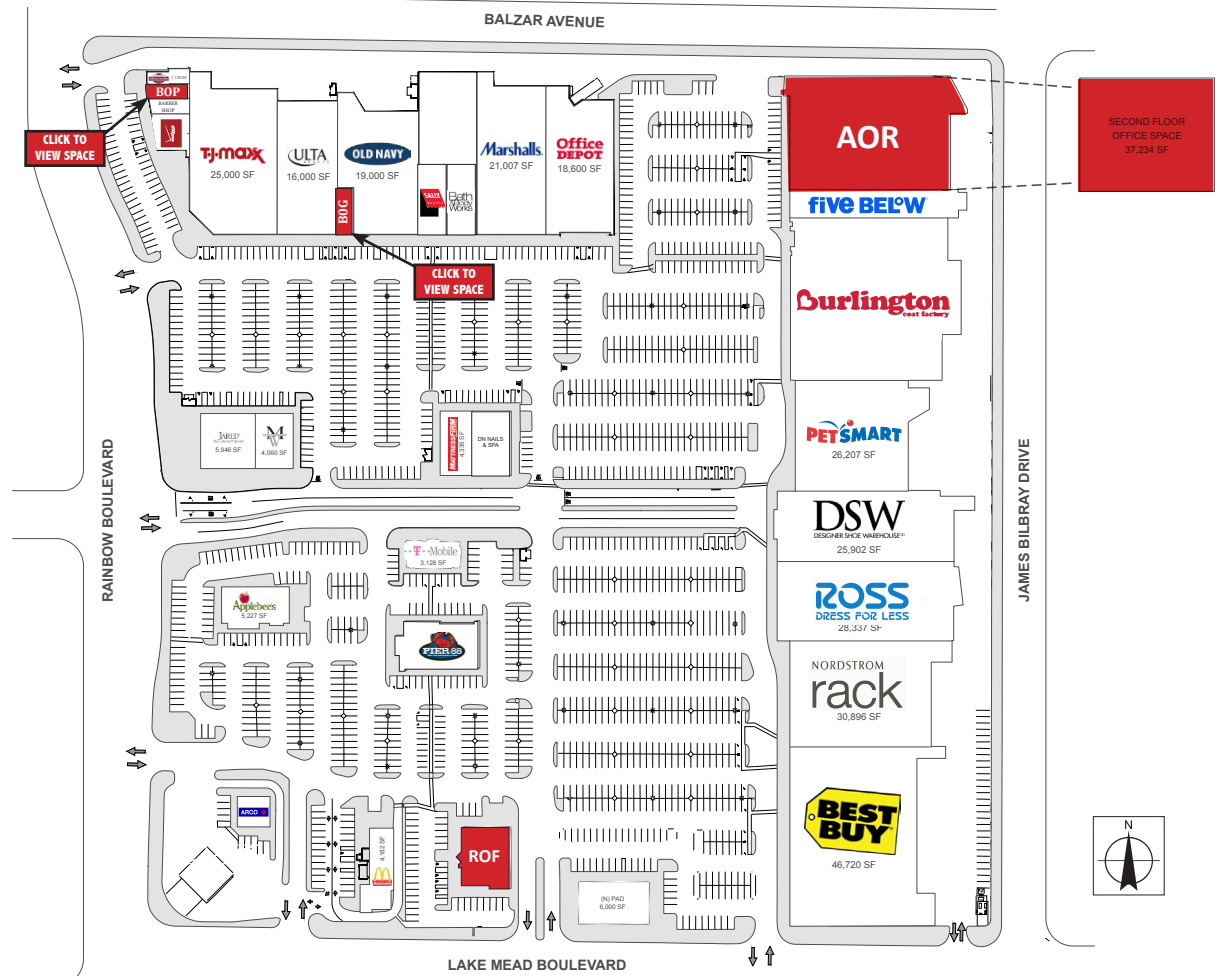 BALZAR AVENUE
1,138 SF
BOP
BARBER
SHOP
CLICK TO
VIEW SPACE
T·J·maxx
25,000 SF
ULTA
16,000 SF
OLD NAVY
19,000 SF
BOG
SALLY
Bath
& Body
Works
Marshalls.
21,007 SF
Office
DEPOT
18,600 SF
AOR
SECOND FLOOR
OFFICE SPACE
37,234 SF
five BELOW
CLICK TO
VIEW SPACE
Burlington
coat factory
JARED
5,946 SF
M
W
4,060 SF
MATTRESS FIRM
4,335 SF
DN NAILS
& SPA
PETSMART
26,207 SF
RAINBOW BOULEVARD
JAMES BILBRAY DRIVE
DSW
DESIGNER SHOE WAREHOUSE
25,902 SF
T·Mobile
3,128 SF
ROSS
DRESS FOR LESS
28,337 SF
Applebee's
5,227 SF
PIER 88
NORDSTROM
rack
30,896 SF
ARCO
4,182 SF
ROF
BEST
BUY
46,720 SF
(N) PAD
6,000 SF
N
LAKE MEAD BOULEVARD